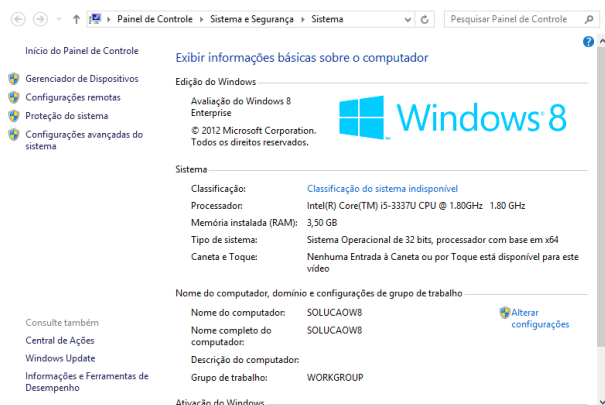 Painel de Controle Sistema e Segurança Sistema
Pesquisar Painel de Controle
Início do Painel de Controle
Gerenciador de Dispositivos
Configurações remotas
Proteção do sistema
Configurações avançadas do
sistema
Exibir informações básicas sobre o computador
Edição do Windows
Avaliação do Windows 8
Enterprise
© 2012 Microsoft Corporation.
Todos os direitos reservados.
Windows 8
Sistema
Classificação: Classificação do sistema indisponível
Processador: Intel(R) Core(TM) i5-3337U CPU @ 1.80GHz 1.80 GHz
Memória instalada (RAM): 3,50 GB
Tipo de sistema: Sistema Operacional de 32 bits, processador com base em x64
Caneta e Toque: Nenhuma Entrada à Caneta ou por Toque está disponível para este
vídeo
Nome do computador, domínio e configurações de grupo de trabalho
Nome do computador: SOLUCAOW8
Alterar
configurações
Nome completo do
computador: SOLUCAOW8
Descrição do computador:
Grupo de trabalho: WORKGROUP
Ativação do Windows
Consulte também
Central de Ações
Windows Update
Informações e Ferramentas de
Desempenho